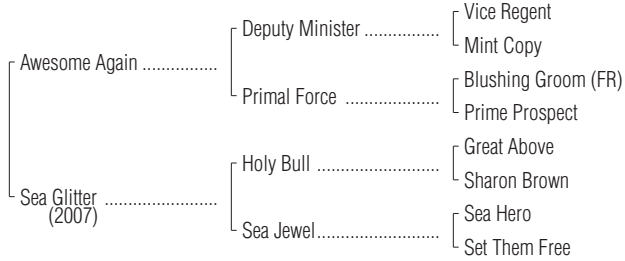 Vice Regent
Deputy Minister ..................
Mint Copy
Awesome Again ................
Blushing Groom (FR)
Primal Force ......................
Prime Prospect
Great Above
Holy Bull ............................
Sharon Brown
Sea Glitter ........................
(2007)
Sea Hero
Sea Jewel............................
Set Them Free